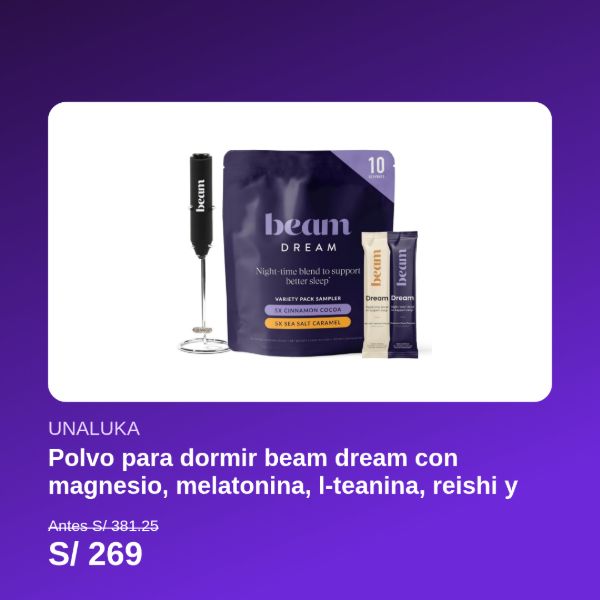 beam
10
beam
DREAM
Night-time blend to support
better sleep*
VARIETY PACK SAMPLER
5X CINNAMON COCOA
5X SEA SALT CARAMEL
beam
Dream
beam
Dream
UNALUKA
Polvo para dormir beam dream con
magnesio, melatonina, l-teanina, reishi y
Antes S/ 381.25
S/ 269